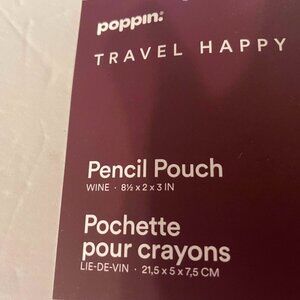 poppin.
TRAVEL HAPPY
Pencil Pouch
WINE · 8½ x 2 x 3 IN
Pochette
pour crayons
LIE-DE-VIN · 21,5 x 5 x 7,5 CM